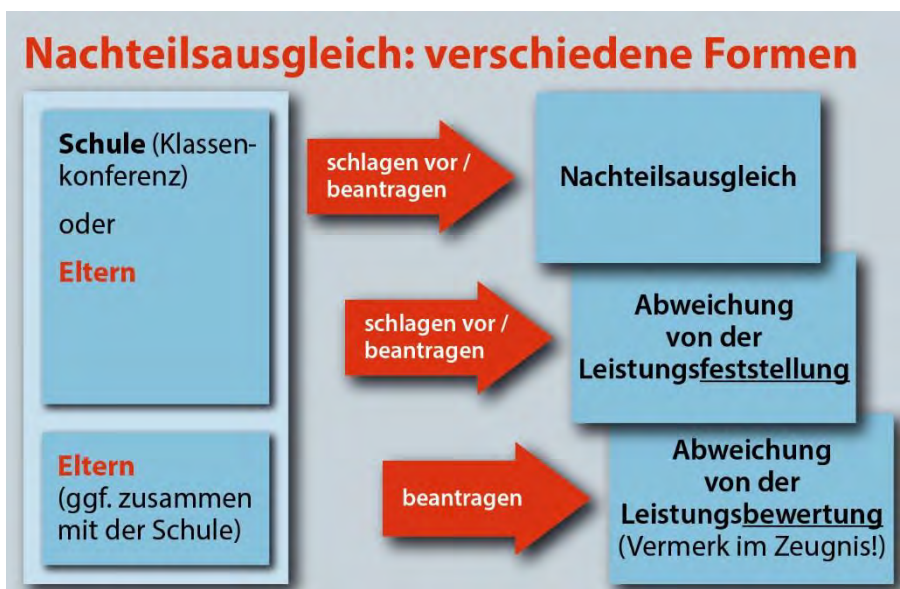 Nachteilsausgleich: verschiedene Formen
Schule (Klassen-
konferenz)
oder
Eltern
schlagen vor /
beantragen
Nachteilsausgleich
schlagen vor /
beantragen
Abweichung
von der
Leistungsfeststellung
Eltern
(ggf. zusammen
mit der Schule)
beantragen
Abweichung
von der
Leistungsbewertung
(Vermerk im Zeugnis!)